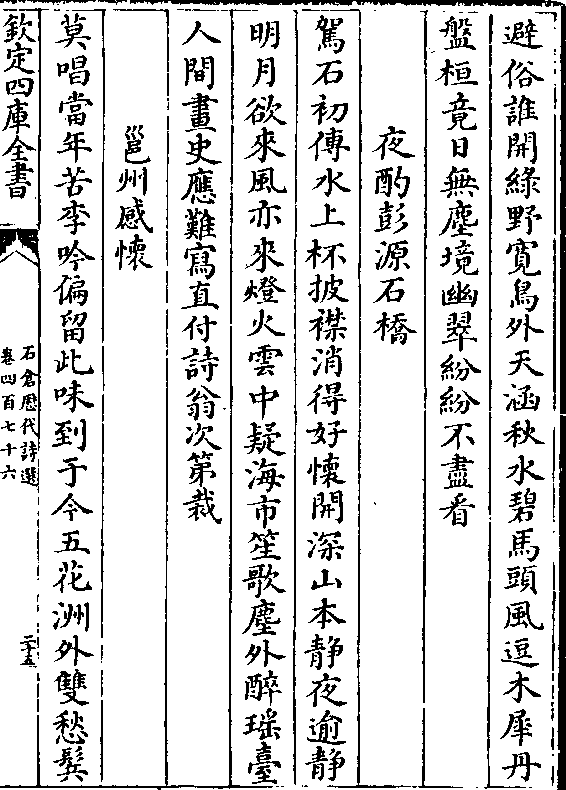 避俗誰開綠野寛鳥外天涵秋水碧馬頭風逗木犀丹
盤桓竟日無塵境幽翠紛紛不盡看
夜酌彭源石橋
駕石初傳水上杯披襟消得好懐開深山本靜夜逾靜
明月欲來風亦來燈火雲中疑海市笙歌塵外醉瑶臺
人間畫史應難寫直付詩翁次第裁
邕州感懐
莫唱當年苦李吟偏留此味到于今五花洲外雙愁鬂
欽定四庫全書
石倉歴代詩選
卷四百七十六
二十五